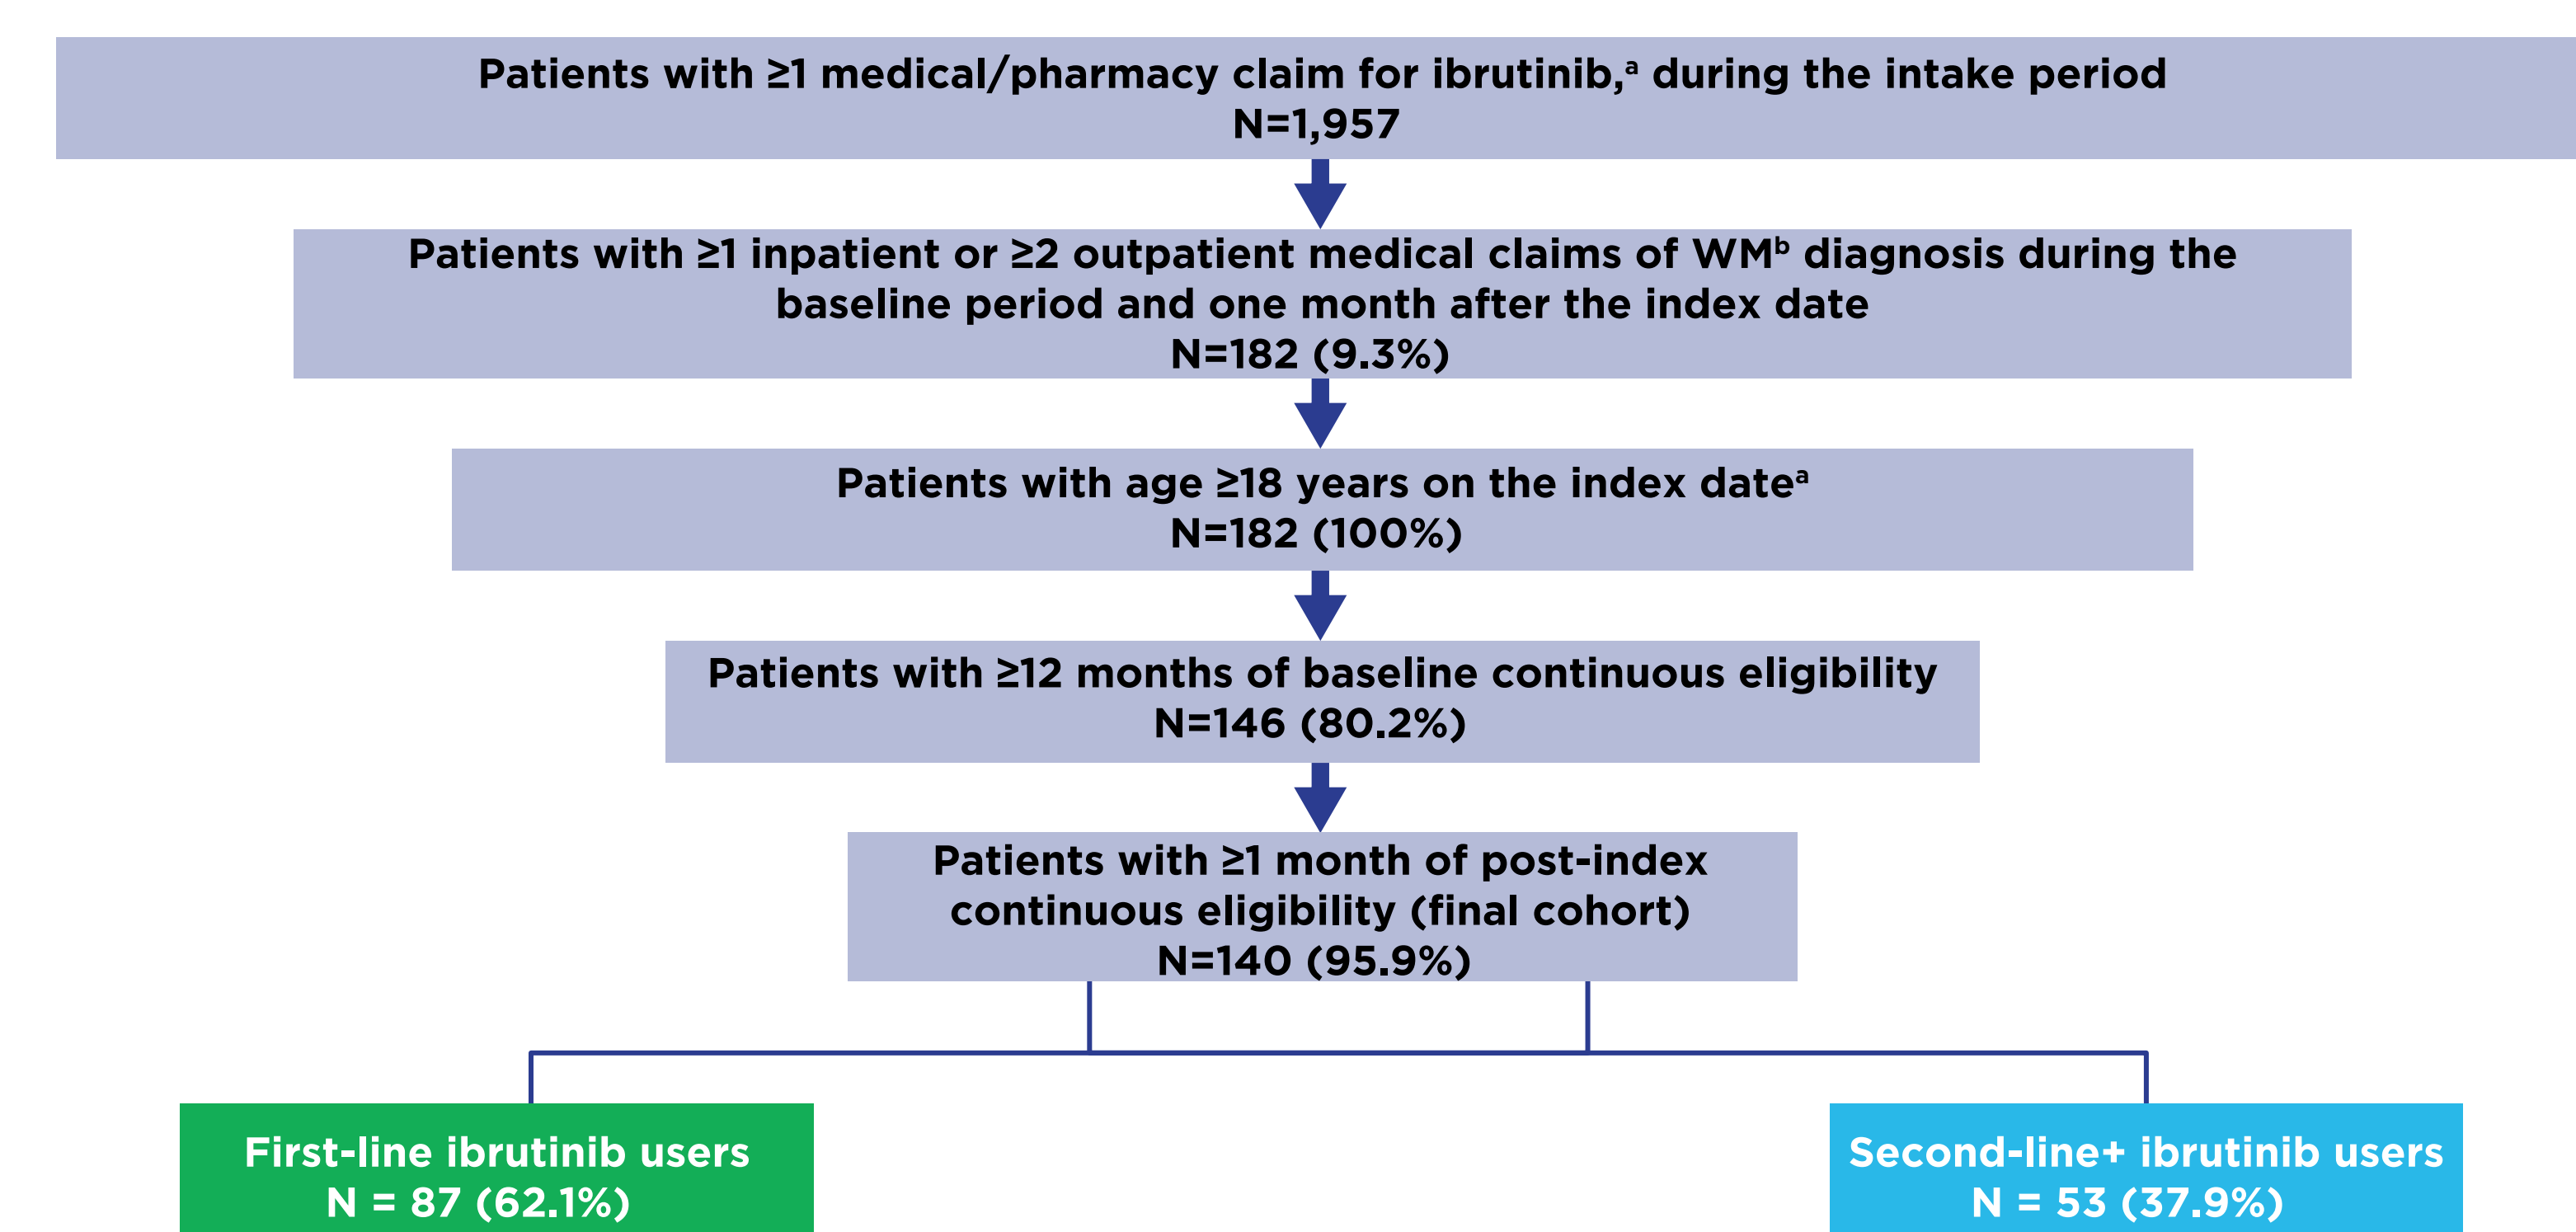 Patients with ≥1 medical/pharmacy claim for ibrutinib,ᵃ during the intake period
N=1,957
Patients with ≥1 inpatient or ≥2 outpatient medical claims of WMᵇ diagnosis during the
baseline period and one month after the index date
N=182 (9.3%)
Patients with age ≥18 years on the index dateᵃ
N=182 (100%)
Patients with ≥12 months of baseline continuous eligibility
N=146 (80.2%)
Patients with ≥1 month of post-index
continuous eligibility (final cohort)
N=140 (95.9%)
First-line ibrutinib users
N = 87 (62.1%)
Second-line+ ibrutinib users
N = 53 (37.9%)